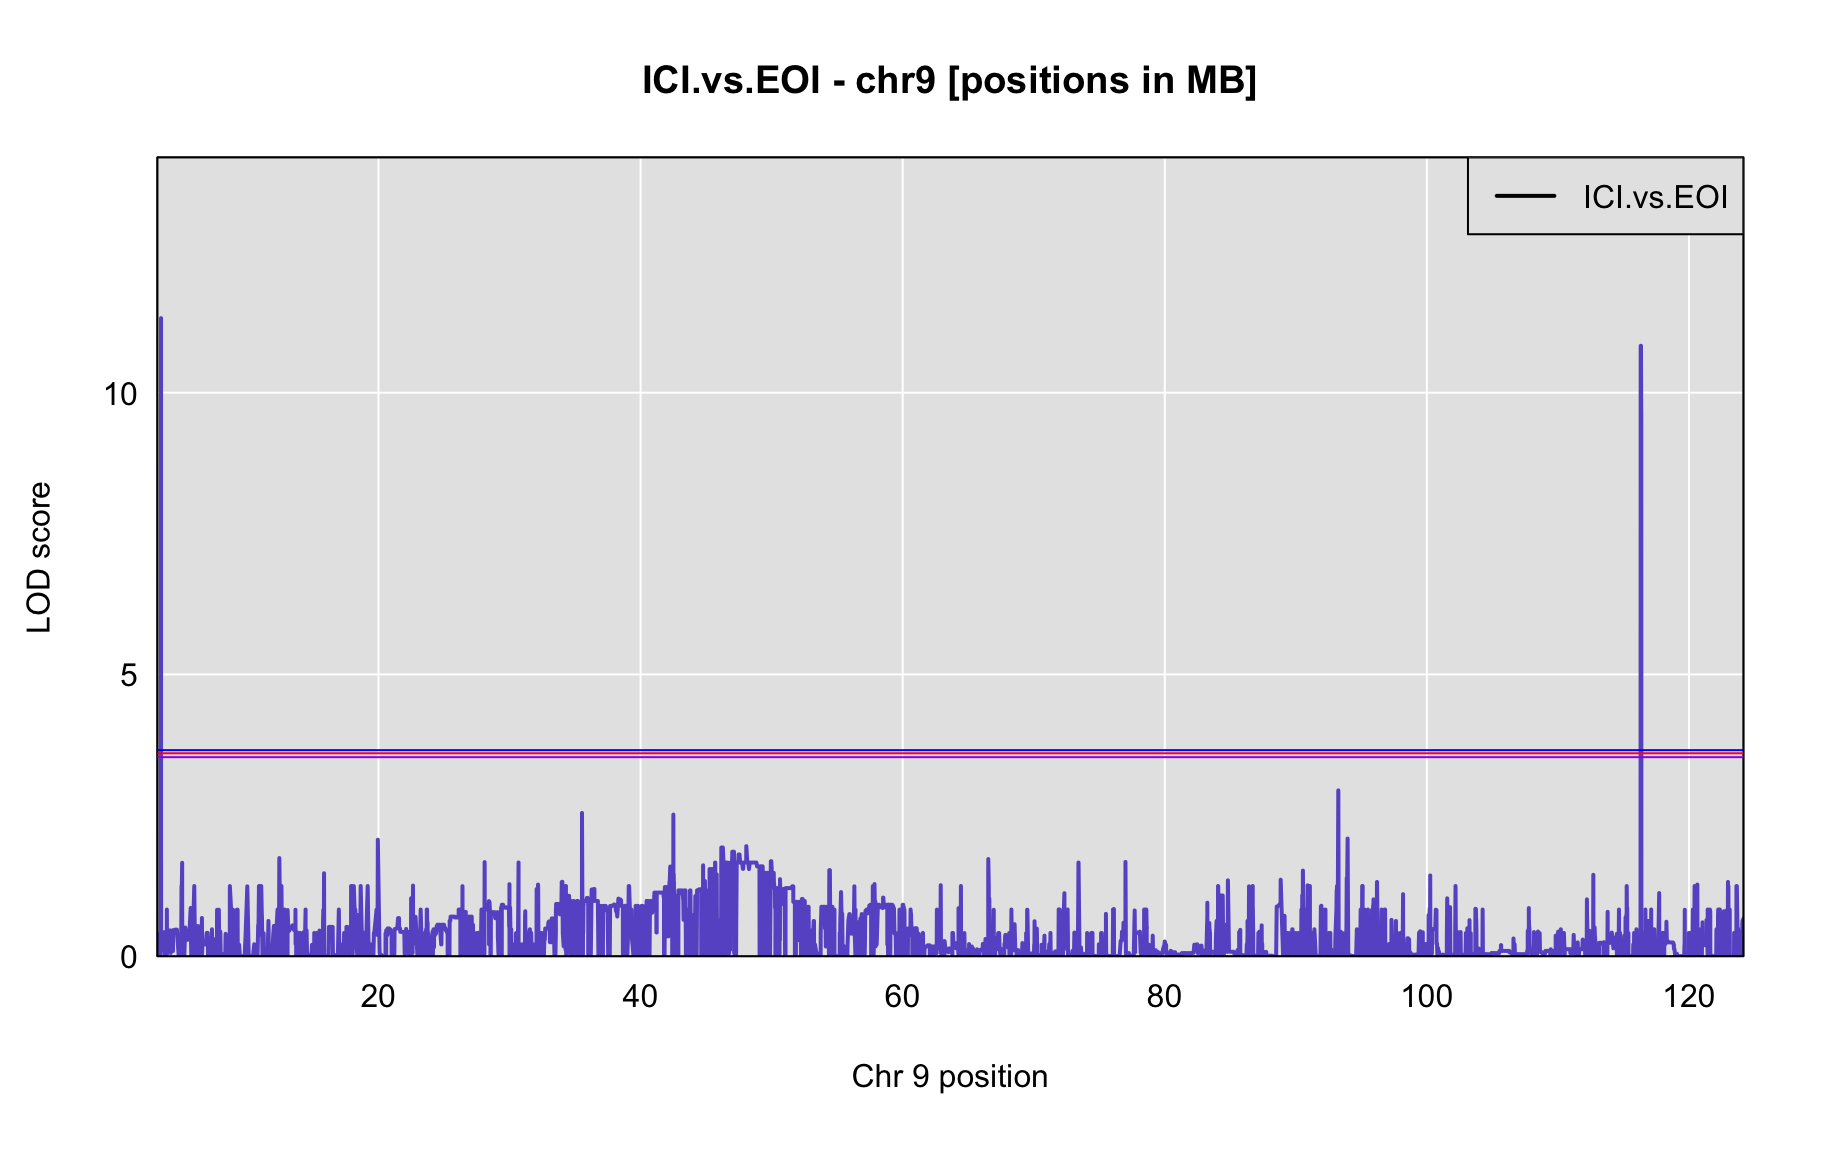 ICI.vs.EOI - chr9 [positions in MB]
ICI.vs.EOI
10
5
0
LOD score
20 40 60 80 100 120
Chr 9 position